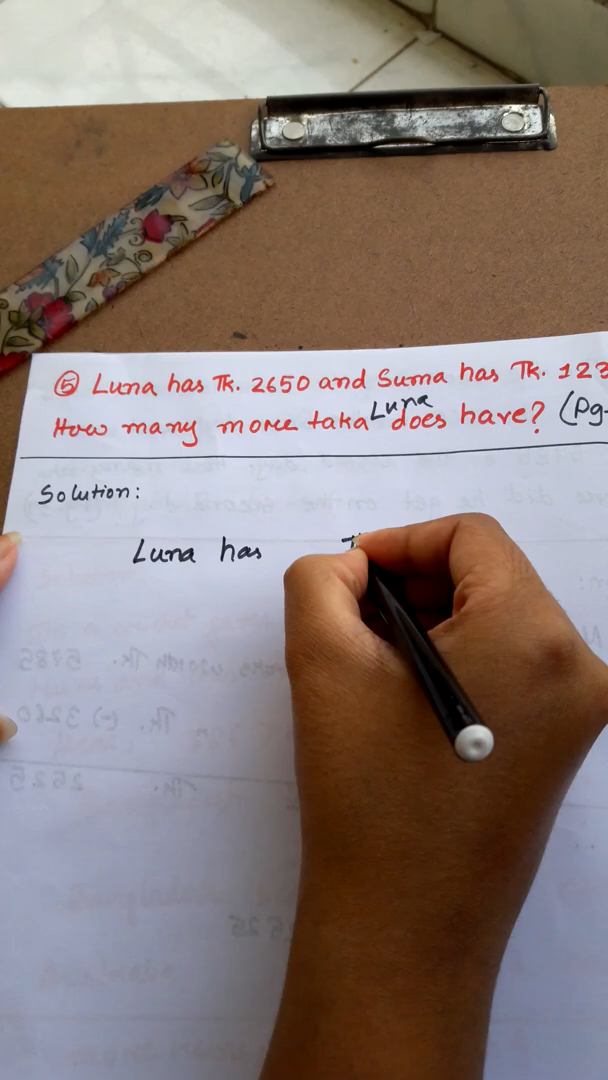 ⑤ Luna has Tk. 2650 and Suma has Tk. 123
How many more taka Luna does have? (Pg-
Solution:
Luna has